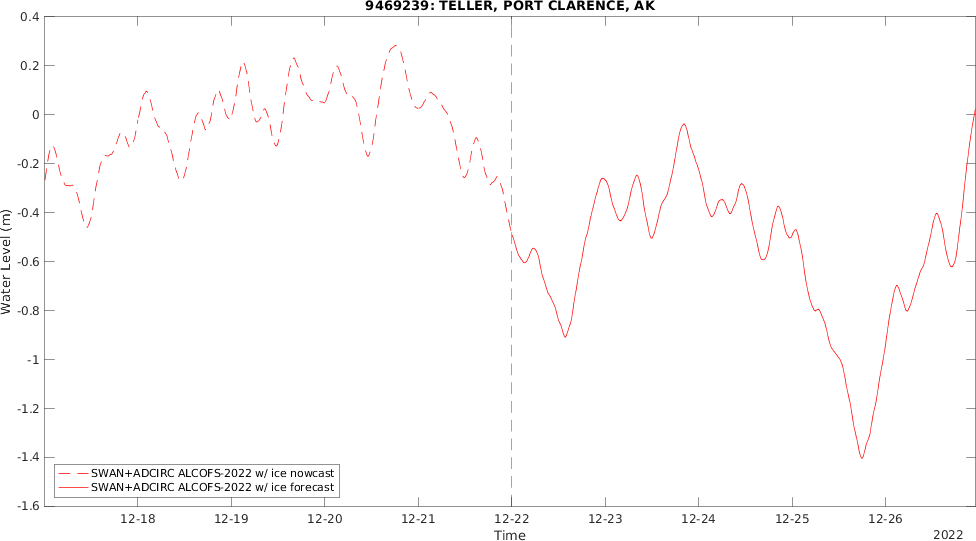 9469239: TELLER, PORT CLARENCE, AK
0.4
0.2
0
-0.2
-0.4
-0.6
-0.8
-1
-1.2
-1.4
-1.6
Water Level (m)
SWAN+ADCIRC ALCOFS-2022 w/ ice nowcast
SWAN+ADCIRC ALCOFS-2022 w/ ice forecast
12-18 12-19 12-20 12-21 12-22 12-23 12-24 12-25 12-26
Time
2022